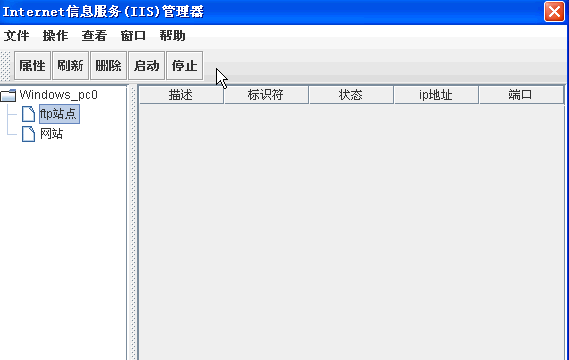 Internet信息服务(IIS)管理器
文件 操作 查看 窗口 帮助
属性 刷新 删除 启动 停止
Windows_pc0
ftp站点
网站
描述 标识符 状态 ip地址 端口